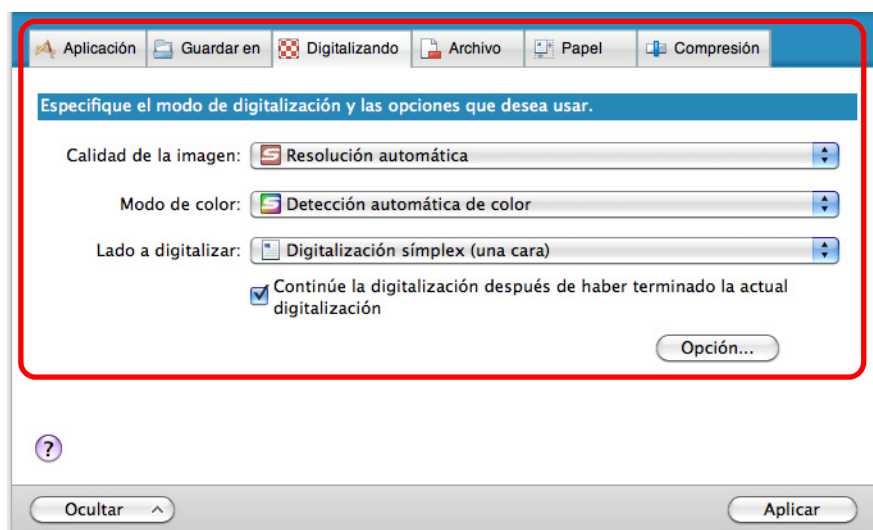 Aplicación Guardar en Digitalizando Archivo Papel Compresión
Especifique el modo de digitalización y las opciones que desea usar.
Calidad de la imagen: Resolución automática
Modo de color: Detección automática de color
Lado a digitalizar: Digitalización símplex (una cara)
Continúe la digitalización después de haber terminado la actual
digitalización
Opción...
?
Ocultar Aplicar